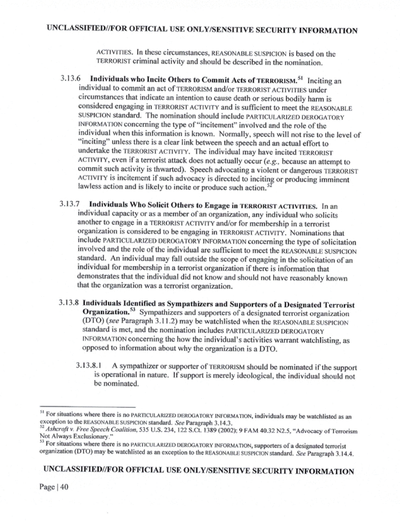 UNCLASSIFIED//FOR OFFICIAL USE ONLY/SENSITIVE SECURITY INFORMATION
ACTIVITIES. In these circumstances, REASONABLE SUSPICION is based on the
TERRORIST criminal activity and should be described in the nomination.
3.13.6 Individuals who Incite Others to Commit Acts of TERRORISM.51 Inciting an
individual to commit an act of TERRORISM and/or TERRORIST ACTIVITIES under
circumstances that indicate an intention to cause death or serious bodily harm is
considered engaging in TERRORIST ACTIVITY and is sufficient to meet the REASONABLE
SUSPICION standard. The nomination should include PARTICULARIZED DEROGATORY
INFORMATION concerning the type of "incitement" involved and the role of the
individual when this information is known. Normally, speech will not rise to the level of
"inciting" unless there is a clear link between the speech and an actual effort to
undertake the TERRORIST ACTIVITY. The individual may have incited TERRORIST
ACTIVITY, even if a terrorist attack does not actually occur (e.g., because an attempt to
commit such activity is thwarted). Speech advocating a violent or dangerous TERRORIST
ACTIVITY is incitement if such advocacy is directed to inciting or producing imminent
lawless action and is likely to incite or produce such action.52
3.13.7 Individuals Who Solicit Others to Engage in TERRORIST ACTIVITIES. In an
individual capacity or as a member of an organization, any individual who solicits
another to engage in a TERRORIST ACTIVITY and/or for membership in a terrorist
organization is considered to be engaging in TERRORIST ACTIVITY. Nominations that
include PARTICULARIZED DEROGATORY INFORMATION concerning the type of solicitation
involved and the role of the individual are sufficient to meet the REASONABLE SUSPICION
standard. An individual may fall outside the scope of engaging in the solicitation of an
individual for membership in a terrorist organization if there is information that
demonstrates that the individual did not know and should not have reasonably known
that the organization was a terrorist organization.
3.13.8 Individuals Identified as Sympathizers and Supporters of a Designated Terrorist
Organization.53 Sympathizers and supporters of a designated terrorist organization
(DTO) (see Paragraph 3.11.2) may be watchlisted when the REASONABLE SUSPICION
standard is met, and the nomination includes PARTICULARIZED DEROGATORY
INFORMATION concerning the how the individual's activities warrant watchlisting, as
opposed to information about why the organization is a DTO.
3.13.8.1 A sympathizer or supporter of TERRORISM should be nominated if the support
is operational in nature. If support is merely ideological, the individual should not
be nominated.
51 For situations where there is no PARTICULARIZED DEROGATORY INFORMATION, individuals may be watchlisted as an
exception to the REASONABLE SUSPICION standard. See Paragraph 3.14.3.
52 Ashcroft v. Free Speech Coalition, 535 U.S. 234, 122 S.Ct. 1389 (2002); 9 FAM 40.32 N2.5, "Advocacy of Terrorism
Not Always Exclusionary."
53 For situations where there is no PARTICULARIZED DEROGATORY INFORMATION, supporters of a designated terrorist
organization (DTO) may be watchlisted as an exception to the REASONABLE SUSPICION standard. See Paragraph 3.14.4.
UNCLASSIFIED//FOR OFFICIAL USE ONLY/SENSITIVE SECURITY INFORMATION
Page | 40